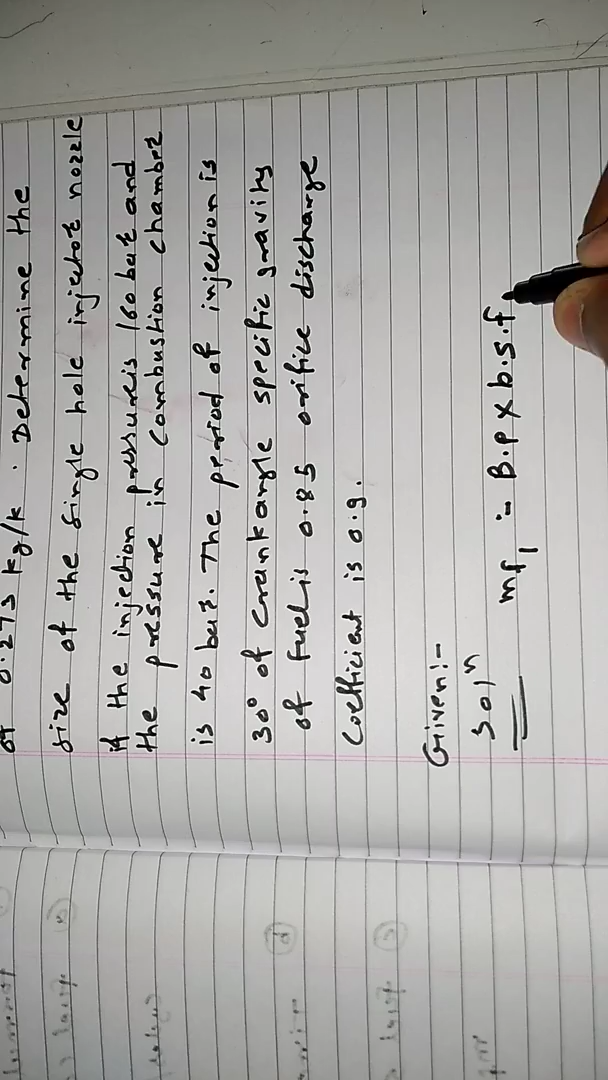 of 0.273 kg/k . Determine the
size of the single hole injector nozzle
if the injection pressure is 160 bar and
the pressure in combustion chamber
is 40 bar. The period of injection is
30° of crankangle specific gravity
of fuel is 0.85 orifice discharge
Coefficient is 0.9.
Given:-
Solⁿ
mf1 = B.P x b.s.f.